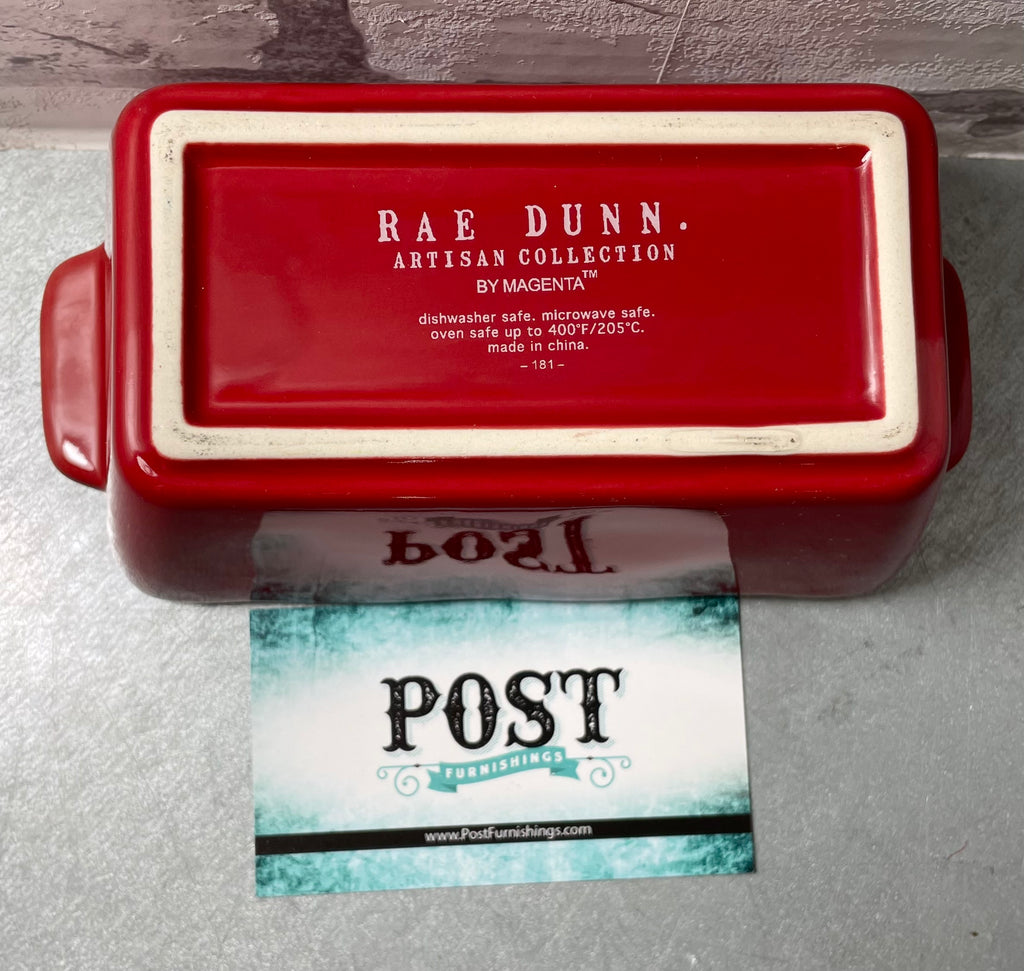 RAE DUNN.
ARTISAN COLLECTION
BY MAGENTA™
dishwasher safe. microwave safe.
oven safe up to 400°F/205°C.
made in china.
– 181 –
POST
POST
FURNISHINGS
www.PostFurnishings.com